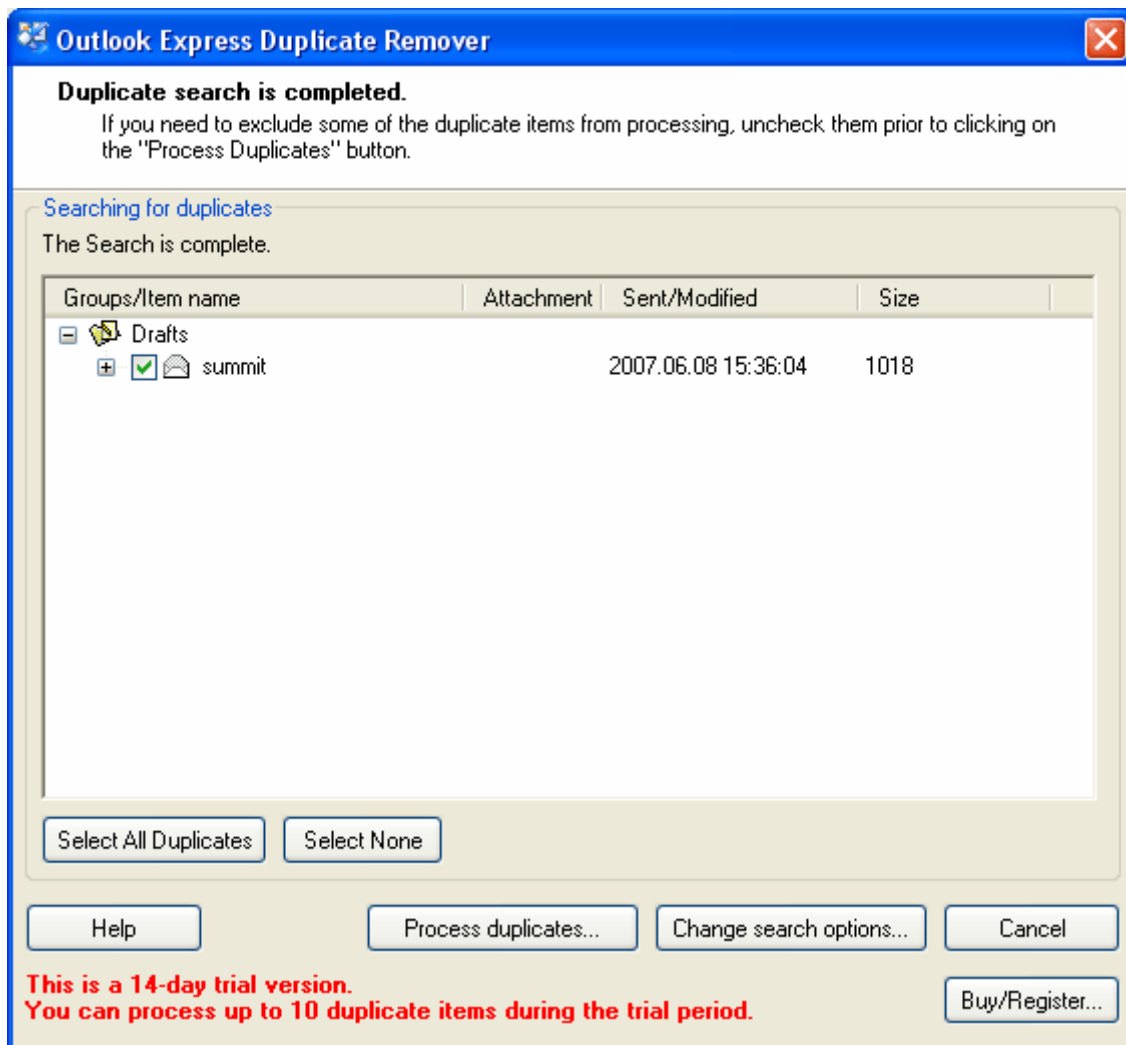 Outlook Express Duplicate Remover
Duplicate search is completed.
If you need to exclude some of the duplicate items from processing, uncheck them prior to clicking on
the "Process Duplicates" button.
Searching for duplicates
The Search is complete.
Groups/Item name Attachment Sent/Modified Size
Drafts
summit 2007.06.08 15:36:04 1018
Select All Duplicates Select None
Help Process duplicates... Change search options... Cancel
This is a 14-day trial version.
You can process up to 10 duplicate items during the trial period.
Buy/Register...